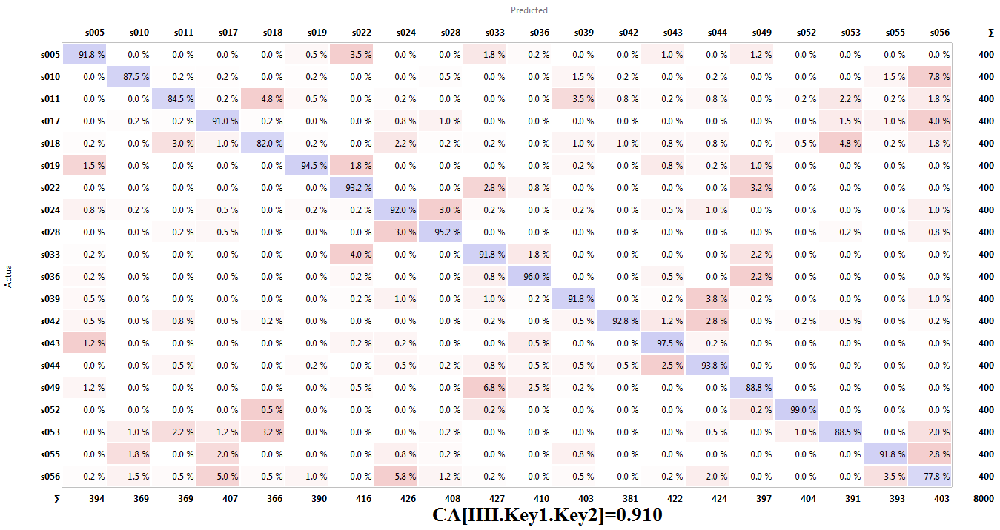 Predicted
s005 s010 s011 s017 s018 s019 s022 s024 s028 s033 s036 s039 s042 s043 s044 s049 s052 s053 s055 s056 Σ
s005 91.8 % 0.0 % 0.0 % 0.0 % 0.0 % 0.5 % 3.5 % 0.0 % 0.0 % 1.8 % 0.2 % 0.0 % 0.0 % 1.0 % 0.0 % 1.2 % 0.0 % 0.0 % 0.0 % 0.0 % 400
s010 0.0 % 87.5 % 0.2 % 0.2 % 0.0 % 0.2 % 0.0 % 0.0 % 0.5 % 0.0 % 0.0 % 1.5 % 0.2 % 0.0 % 0.2 % 0.0 % 0.0 % 0.0 % 1.5 % 7.8 % 400
s011 0.0 % 0.0 % 84.5 % 0.2 % 4.8 % 0.5 % 0.0 % 0.2 % 0.0 % 0.0 % 0.0 % 3.5 % 0.8 % 0.2 % 0.8 % 0.0 % 0.2 % 2.2 % 0.2 % 1.8 % 400
s017 0.0 % 0.2 % 0.2 % 91.0 % 0.2 % 0.0 % 0.0 % 0.8 % 1.0 % 0.0 % 0.0 % 0.0 % 0.0 % 0.0 % 0.0 % 0.0 % 0.0 % 1.5 % 1.0 % 4.0 % 400
s018 0.2 % 0.0 % 3.0 % 1.0 % 82.0 % 0.2 % 0.0 % 2.2 % 0.2 % 0.2 % 0.0 % 1.0 % 1.0 % 0.8 % 0.8 % 0.0 % 0.5 % 4.8 % 0.2 % 1.8 % 400
s019 1.5 % 0.0 % 0.0 % 0.0 % 0.0 % 94.5 % 1.8 % 0.0 % 0.0 % 0.0 % 0.0 % 0.2 % 0.0 % 0.8 % 0.2 % 1.0 % 0.0 % 0.0 % 0.0 % 0.0 % 400
s022 0.0 % 0.0 % 0.0 % 0.0 % 0.0 % 0.0 % 93.2 % 0.0 % 0.0 % 2.8 % 0.8 % 0.0 % 0.0 % 0.0 % 0.0 % 3.2 % 0.0 % 0.0 % 0.0 % 0.0 % 400
s024 0.8 % 0.2 % 0.0 % 0.5 % 0.0 % 0.2 % 0.2 % 92.0 % 3.0 % 0.2 % 0.0 % 0.2 % 0.0 % 0.5 % 1.0 % 0.0 % 0.0 % 0.0 % 0.0 % 1.0 % 400
s028 0.0 % 0.0 % 0.2 % 0.5 % 0.0 % 0.0 % 0.0 % 3.0 % 95.2 % 0.0 % 0.0 % 0.0 % 0.0 % 0.0 % 0.0 % 0.0 % 0.0 % 0.2 % 0.0 % 0.8 % 400
s033 0.2 % 0.0 % 0.0 % 0.0 % 0.0 % 0.0 % 4.0 % 0.0 % 0.0 % 91.8 % 1.8 % 0.0 % 0.0 % 0.0 % 0.0 % 2.2 % 0.0 % 0.0 % 0.0 % 0.0 % 400
Actual
s036 0.2 % 0.0 % 0.0 % 0.0 % 0.0 % 0.0 % 0.2 % 0.0 % 0.0 % 0.8 % 96.0 % 0.0 % 0.0 % 0.5 % 0.0 % 2.2 % 0.0 % 0.0 % 0.0 % 0.0 % 400
s039 0.5 % 0.0 % 0.0 % 0.0 % 0.0 % 0.0 % 0.2 % 1.0 % 0.0 % 1.0 % 0.2 % 91.8 % 0.0 % 0.2 % 3.8 % 0.2 % 0.0 % 0.0 % 0.0 % 1.0 % 400
s042 0.5 % 0.0 % 0.8 % 0.0 % 0.2 % 0.0 % 0.0 % 0.0 % 0.0 % 0.2 % 0.0 % 0.5 % 92.8 % 1.2 % 2.8 % 0.0 % 0.2 % 0.5 % 0.0 % 0.2 % 400
s043 1.2 % 0.0 % 0.0 % 0.0 % 0.0 % 0.0 % 0.2 % 0.2 % 0.0 % 0.0 % 0.5 % 0.0 % 0.0 % 97.5 % 0.2 % 0.0 % 0.0 % 0.0 % 0.0 % 0.0 % 400
s044 0.0 % 0.0 % 0.5 % 0.0 % 0.0 % 0.2 % 0.0 % 0.5 % 0.2 % 0.8 % 0.5 % 0.5 % 0.5 % 2.5 % 93.8 % 0.0 % 0.0 % 0.0 % 0.0 % 0.0 % 400
s049 1.2 % 0.0 % 0.0 % 0.0 % 0.0 % 0.0 % 0.5 % 0.0 % 0.0 % 6.8 % 2.5 % 0.2 % 0.0 % 0.0 % 0.0 % 88.8 % 0.0 % 0.0 % 0.0 % 0.0 % 400
s052 0.0 % 0.0 % 0.0 % 0.0 % 0.5 % 0.0 % 0.0 % 0.0 % 0.0 % 0.2 % 0.0 % 0.0 % 0.0 % 0.0 % 0.0 % 0.2 % 99.0 % 0.0 % 0.0 % 0.0 % 400
s053 0.0 % 1.0 % 2.2 % 1.2 % 3.2 % 0.0 % 0.0 % 0.0 % 0.2 % 0.0 % 0.0 % 0.0 % 0.0 % 0.0 % 0.5 % 0.0 % 1.0 % 88.5 % 0.0 % 2.0 % 400
s055 0.0 % 1.8 % 0.0 % 2.0 % 0.0 % 0.0 % 0.0 % 0.8 % 0.2 % 0.0 % 0.0 % 0.8 % 0.0 % 0.0 % 0.0 % 0.0 % 0.0 % 0.0 % 91.8 % 2.8 % 400
s056 0.2 % 1.5 % 0.5 % 5.0 % 0.5 % 1.0 % 0.0 % 5.8 % 1.2 % 0.2 % 0.0 % 0.5 % 0.0 % 0.2 % 2.0 % 0.0 % 0.0 % 0.0 % 3.5 % 77.8 % 400
Σ 394 369 369 407 366 390 416 426 408 427 410 403 381 422 424 397 404 391 393 403 8000
CA[HH.Key1.Key2]=0.910